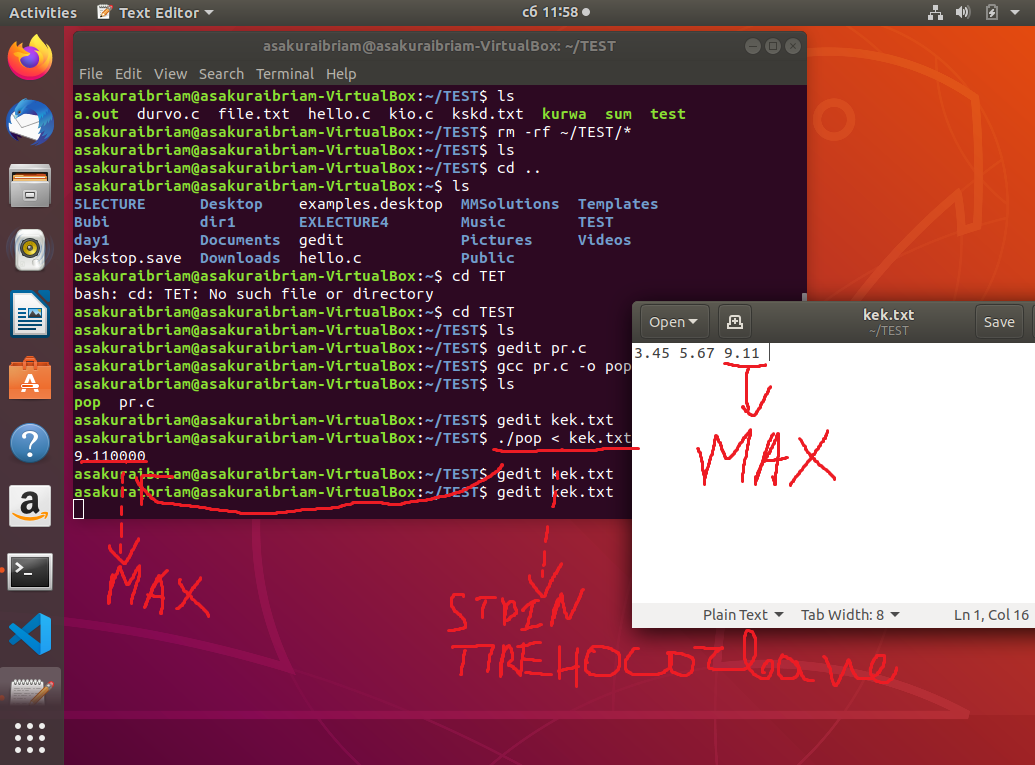 Activities Text Editor сб 11:58
asakuraibriam@asakuraibriam-VirtualBox: ~/TEST
File Edit View Search Terminal Help
asakuraibriam@asakuraibriam-VirtualBox:~/TEST$ ls
a.out durvo.c file.txt hello.c kio.c kskd.txt kurwa sum test
asakuraibriam@asakuraibriam-VirtualBox:~/TEST$ rm -rf ~/TEST/*
asakuraibriam@asakuraibriam-VirtualBox:~/TEST$ ls
asakuraibriam@asakuraibriam-VirtualBox:~/TEST$ cd ..
asakuraibriam@asakuraibriam-VirtualBox:~$ ls
5LECTURE Desktop examples.desktop MMSolutions Templates
Bubi dir1 EXLECTURE4 Music TEST
day1 Documents gedit Pictures Videos
Dekstop.save Downloads hello.c Public
asakuraibriam@asakuraibriam-VirtualBox:~$ cd TET
bash: cd: TET: No such file or directory
asakuraibriam@asakuraibriam-VirtualBox:~$ cd TEST
asakuraibriam@asakuraibriam-VirtualBox:~/TEST$ ls
asakuraibriam@asakuraibriam-VirtualBox:~/TEST$ gedit pr.c
asakuraibriam@asakuraibriam-VirtualBox:~/TEST$ gcc pr.c -o pop
asakuraibriam@asakuraibriam-VirtualBox:~/TEST$ ls
pop pr.c
asakuraibriam@asakuraibriam-VirtualBox:~/TEST$ gedit kek.txt
asakuraibriam@asakuraibriam-VirtualBox:~/TEST$ ./pop < kek.txt
9.110000
asakuraibriam@asakuraibriam-VirtualBox:~/TEST$ gedit kek.txt
asakuraibriam@asakuraibriam-VirtualBox:~/TEST$ gedit kek.txt
Open kek.txt Save
~/TEST
3.45 5.67 9.11
MAX
Plain Text Tab Width: 8 Ln 1, Col 16
MAX
STDIN